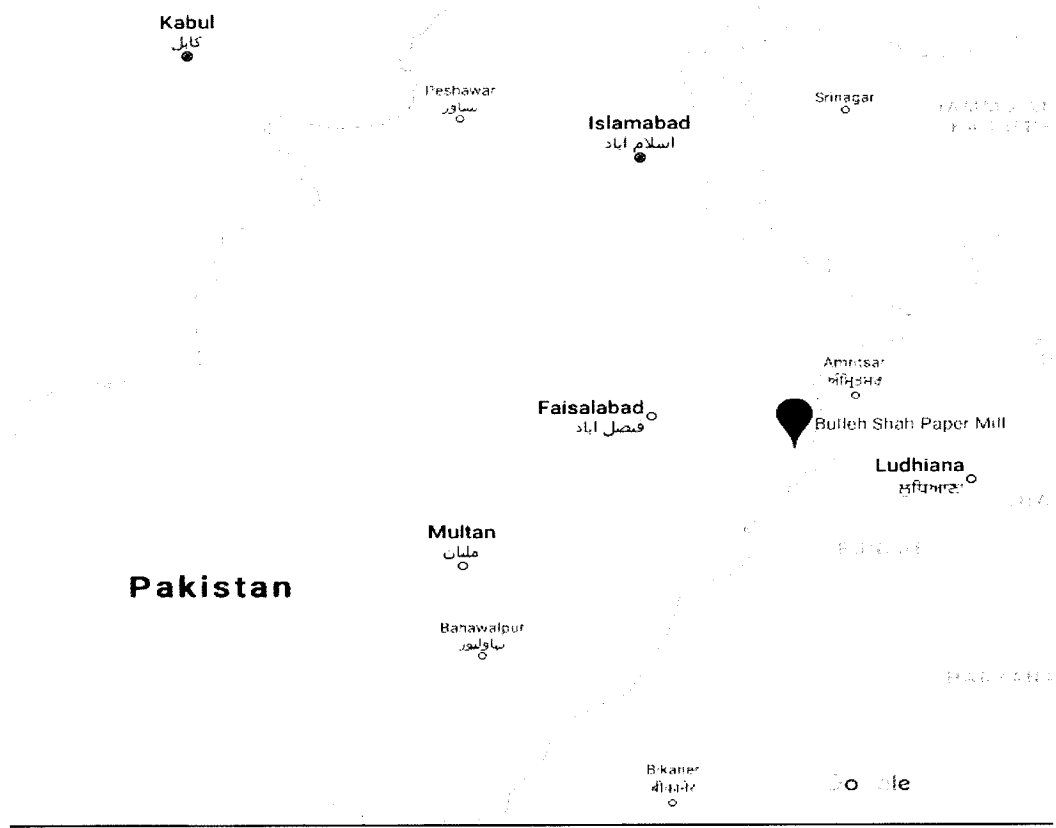 Kabul
کابل
Peshawar
Srinagar
Islamabad
اسلام آباد
Amritsar
ਅੰਮ੍ਰਿਤਸਰ
Faisalabad
فیصل آباد
Bulleh Shah Paper Mill
Ludhiana
ਲੁਧਿਆਣਾ
Multan
ملتان
Pakistan
Bahawalpur
بہاولپور
Bikaner
बीकानेर